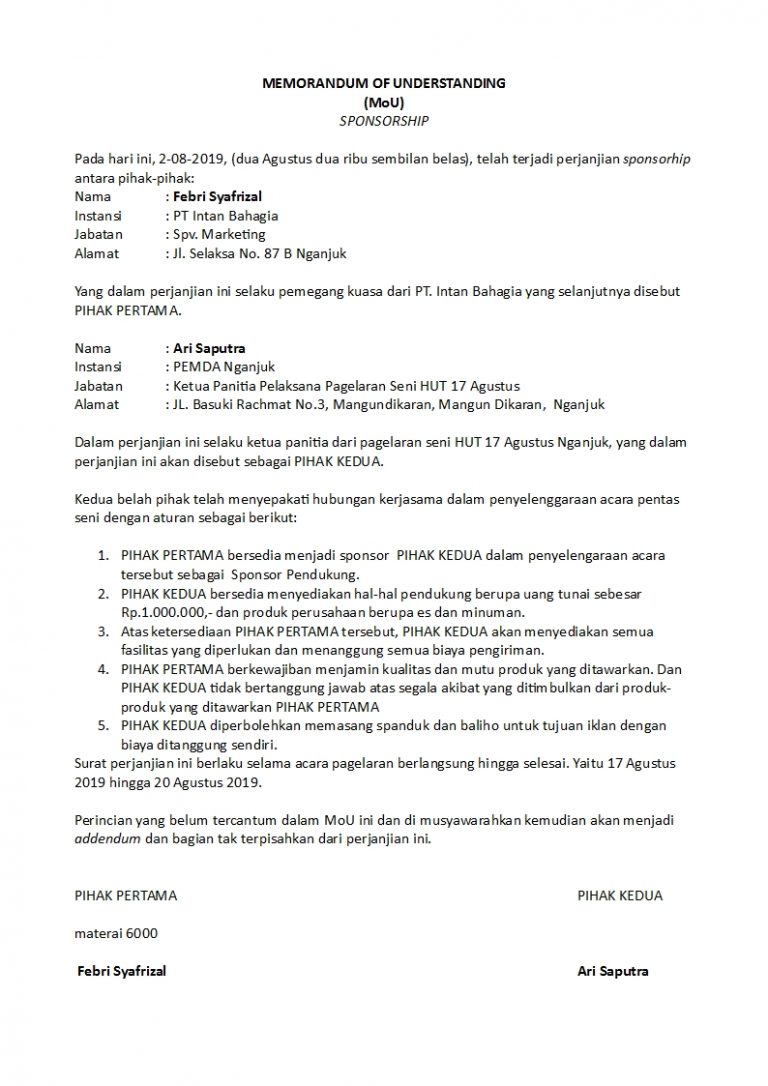 MEMORANDUM OF UNDERSTANDING
(MoU)
SPONSORSHIP
Pada hari ini, 2-08-2019, (dua Agustus dua ribu sembilan belas), telah terjadi perjanjian sponsorhip
antara pihak-pihak:
Nama : Febri Syafrizal
Instansi : PT Intan Bahagia
Jabatan : Spv. Marketing
Alamat : Jl. Selaksa No. 87 B Nganjuk
Yang dalam perjanjian ini selaku pemegang kuasa dari PT. Intan Bahagia yang selanjutnya disebut
PIHAK PERTAMA.
Nama : Ari Saputra
Instansi : PEMDA Nganjuk
Jabatan : Ketua Panitia Pelaksana Pagelaran Seni HUT 17 Agustus
Alamat : JL. Basuki Rachmat No.3, Mangundikaran, Mangun Dikaran, Nganjuk
Dalam perjanjian ini selaku ketua panitia dari pagelaran seni HUT 17 Agustus Nganjuk, yang dalam
perjanjian ini akan disebut sebagai PIHAK KEDUA.
Kedua belah pihak telah menyepakati hubungan kerjasama dalam penyelenggaraan acara pentas
seni dengan aturan sebagai berikut:
1. PIHAK PERTAMA bersedia menjadi sponsor PIHAK KEDUA dalam penyelengaraan acara
tersebut sebagai Sponsor Pendukung.
2. PIHAK KEDUA bersedia menyediakan hal-hal pendukung berupa uang tunai sebesar
Rp.1.000.000,- dan produk perusahaan berupa es dan minuman.
3. Atas ketersediaan PIHAK PERTAMA tersebut, PIHAK KEDUA akan menyediakan semua
fasilitas yang diperlukan dan menanggung semua biaya pengiriman.
4. PIHAK PERTAMA berkewajiban menjamin kualitas dan mutu produk yang ditawarkan. Dan
PIHAK KEDUA tidak bertanggung jawab atas segala akibat yang ditimbulkan dari produk-
produk yang ditawarkan PIHAK PERTAMA
5. PIHAK KEDUA diperbolehkan memasang spanduk dan baliho untuk tujuan iklan dengan
biaya ditanggung sendiri.
Surat perjanjian ini berlaku selama acara pagelaran berlangsung hingga selesai. Yaitu 17 Agustus
2019 hingga 20 Agustus 2019.
Perincian yang belum tercantum dalam MoU ini dan di musyawarahkan kemudian akan menjadi
addendum dan bagian tak terpisahkan dari perjanjian ini.
PIHAK PERTAMA PIHAK KEDUA
materai 6000
Febri Syafrizal Ari Saputra